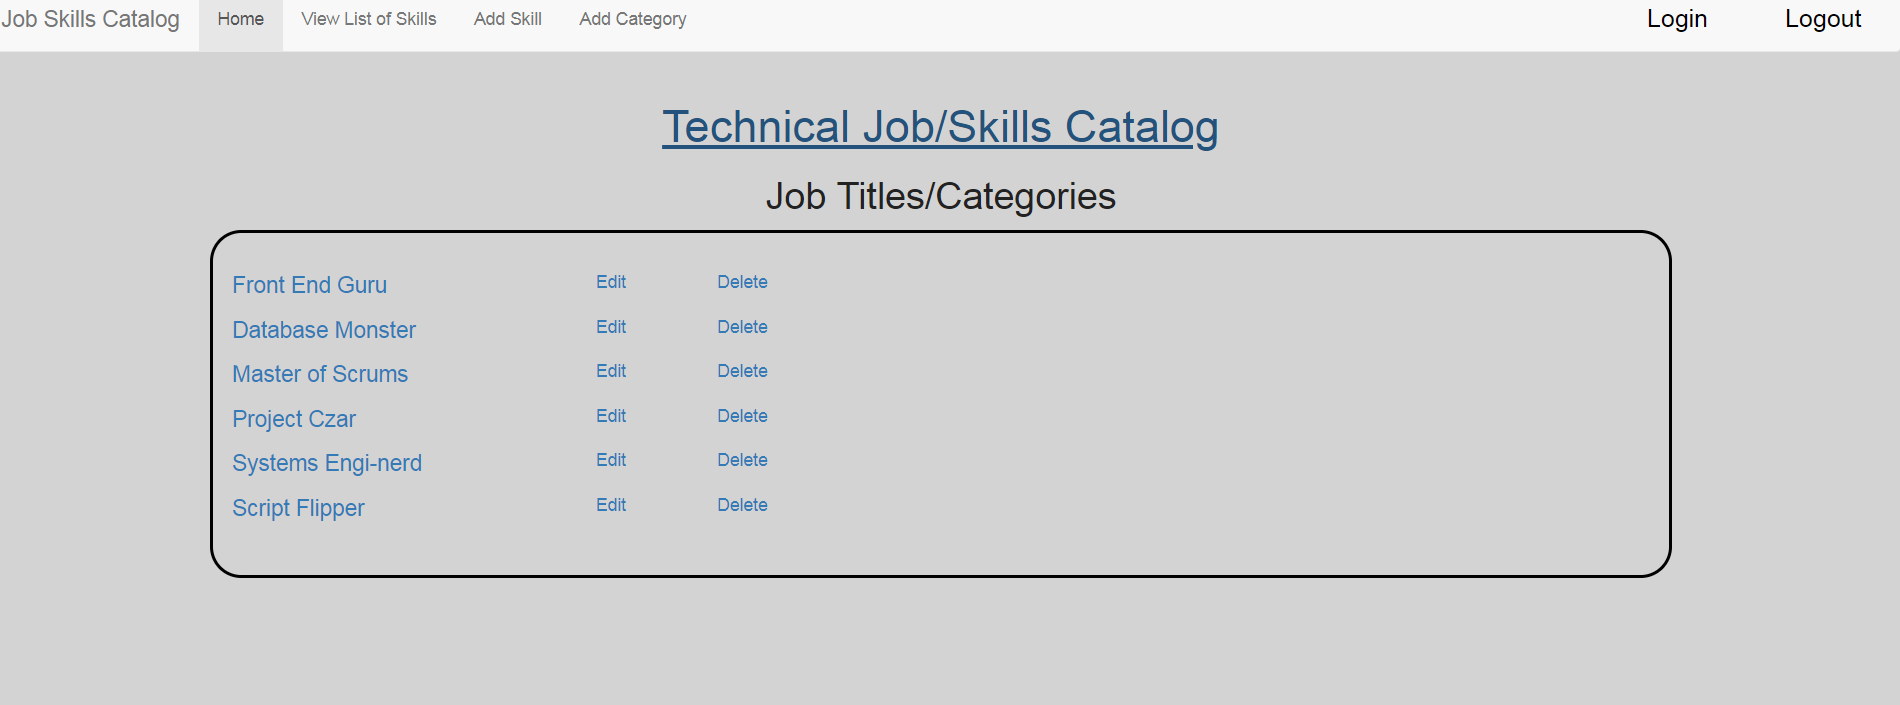 Job Skills Catalog Home View List of Skills Add Skill Add Category Login Logout
Technical Job/Skills Catalog
Job Titles/Categories
Front End Guru Edit Delete
Database Monster Edit Delete
Master of Scrums Edit Delete
Project Czar Edit Delete
Systems Engi-nerd Edit Delete
Script Flipper Edit Delete